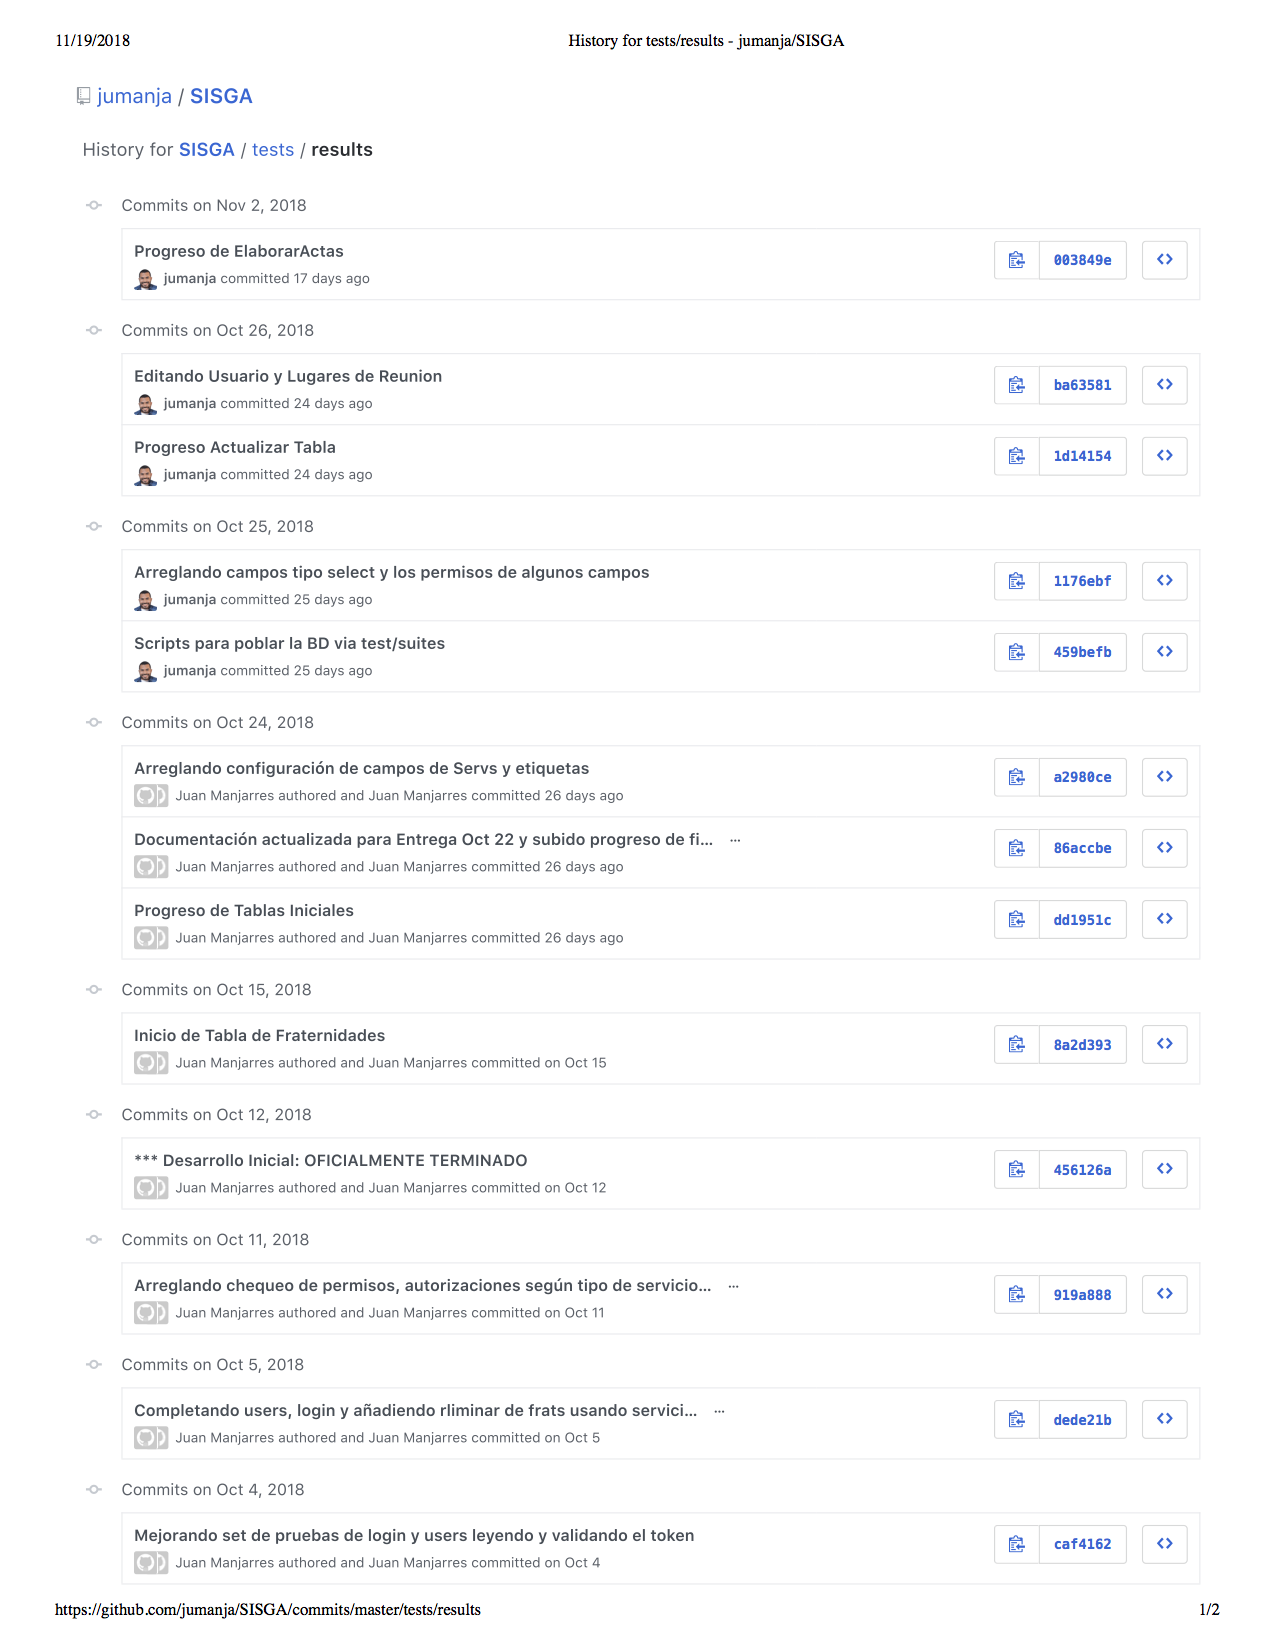 11/19/2018 History for tests/results - jumanja/SISGA
jumanja / SISGA
History for SISGA / tests / results
Commits on Nov 2, 2018
Progreso de ElaborarActas
003849e
jumanja committed 17 days ago
Commits on Oct 26, 2018
Editando Usuario y Lugares de Reunion
ba63581
jumanja committed 24 days ago
Progreso Actualizar Tabla
1d14154
jumanja committed 24 days ago
Commits on Oct 25, 2018
Arreglando campos tipo select y los permisos de algunos campos
1176ebf
jumanja committed 25 days ago
Scripts para poblar la BD via test/suites
459befb
jumanja committed 25 days ago
Commits on Oct 24, 2018
Arreglando configuración de campos de Servs y etiquetas
a2980ce
Juan Manjarres authored and Juan Manjarres committed 26 days ago
Documentación actualizada para Entrega Oct 22 y subido progreso de fi... ...
86accbe
Juan Manjarres authored and Juan Manjarres committed 26 days ago
Progreso de Tablas Iniciales
dd1951c
Juan Manjarres authored and Juan Manjarres committed 26 days ago
Commits on Oct 15, 2018
Inicio de Tabla de Fraternidades
8a2d393
Juan Manjarres authored and Juan Manjarres committed on Oct 15
Commits on Oct 12, 2018
*** Desarrollo Inicial: OFICIALMENTE TERMINADO
456126a
Juan Manjarres authored and Juan Manjarres committed on Oct 12
Commits on Oct 11, 2018
Arreglando chequeo de permisos, autorizaciones según tipo de servicio... ...
919a888
Juan Manjarres authored and Juan Manjarres committed on Oct 11
Commits on Oct 5, 2018
Completando users, login y añadiendo rliminar de frats usando servici... ...
dede21b
Juan Manjarres authored and Juan Manjarres committed on Oct 5
Commits on Oct 4, 2018
Mejorando set de pruebas de login y users leyendo y validando el token
caf4162
Juan Manjarres authored and Juan Manjarres committed on Oct 4
https://github.com/jumanja/SISGA/commits/master/tests/results 1/2